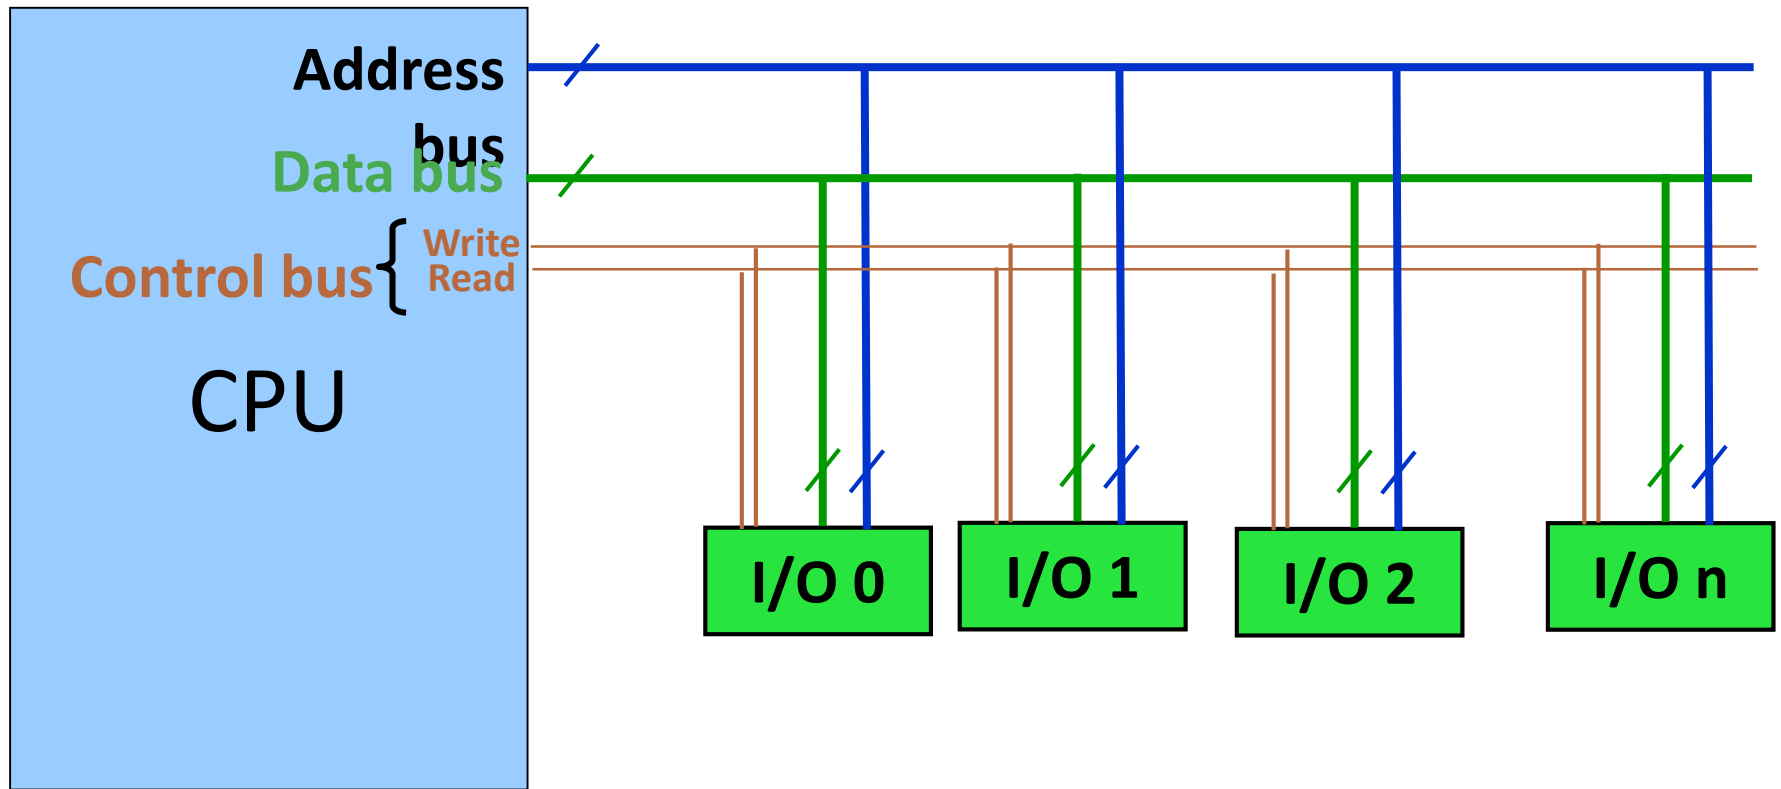 Address
bus
Data bus
Write
Control bus
Read
CPU
I/O 0
I/O 1
I/O 2
I/O n